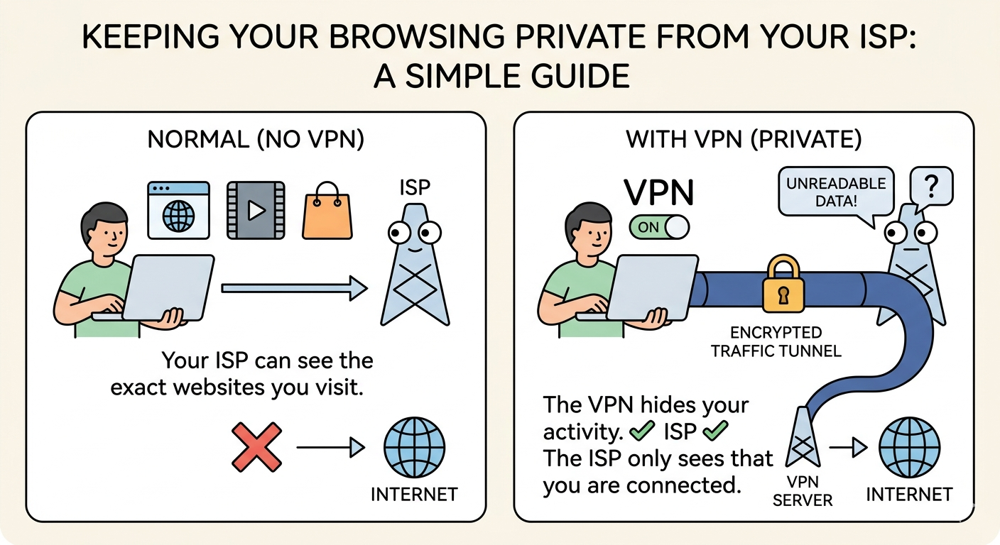 KEEPING YOUR BROWSING PRIVATE FROM YOUR ISP:
A SIMPLE GUIDE
NORMAL (NO VPN)
ISP
Your ISP can see the
exact websites you visit.
INTERNET
WITH VPN (PRIVATE)
VPN
ON
UNREADABLE
DATA!
?
ENCRYPTED
TRAFFIC TUNNEL
The VPN hides your
activity. ✔ ISP ✔
The ISP only sees that
you are connected.
VPN
SERVER
INTERNET